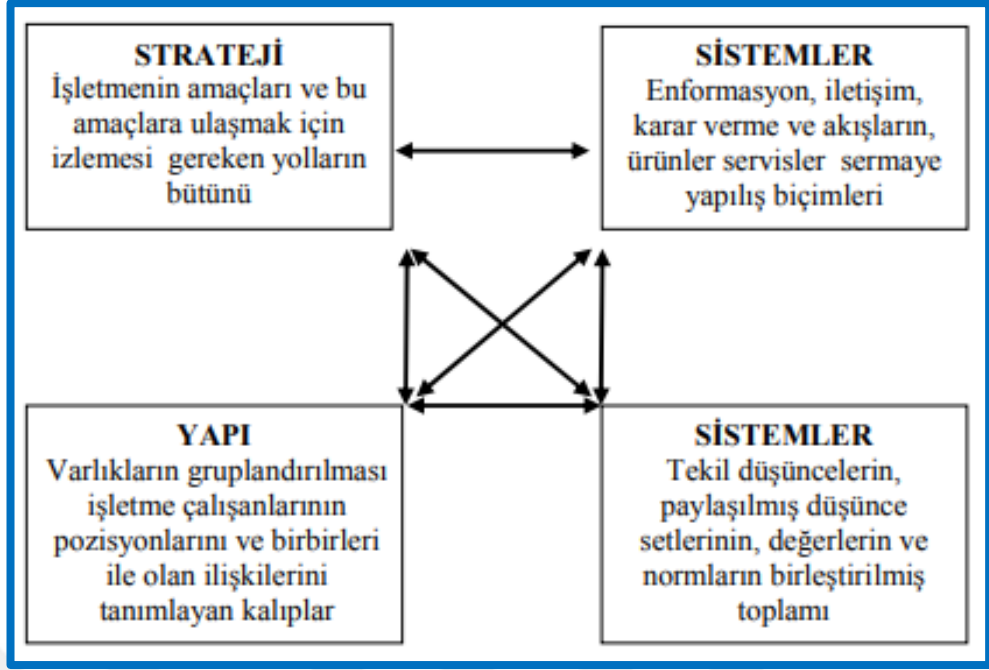 STRATEJİ
İşletmenin amaçları ve bu
amaçlara ulaşmak için
izlemesi gereken yolların
bütünü
SİSTEMLER
Enformasyon, iletişim,
karar verme ve akışların,
ürünler servisler sermaye
yapılış biçimleri
YAPI
Varlıkların gruplandırılması
işletme çalışanlarının
pozisyonlarını ve birbirleri
ile olan ilişkilerini
tanımlayan kalıplar
SİSTEMLER
Tekil düşüncelerin,
paylaşılmış düşünce
setlerinin, değerlerin ve
normların birleştirilmiş
toplamı